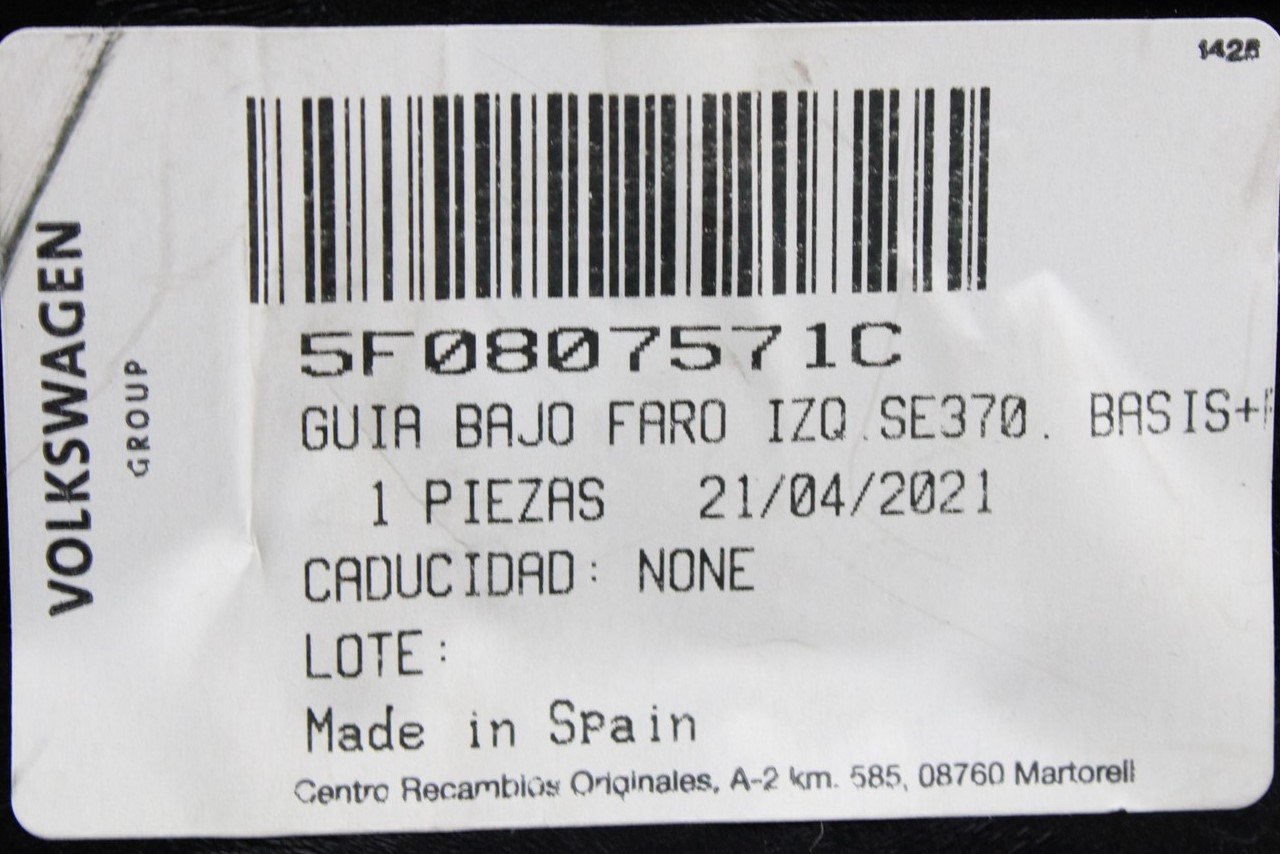 1425
VOLKSWAGEN
GROUP
5F0807571C
GUIA BAJO FARO IZQ.SE370. BASIS+
1 PIEZAS 21/04/2021
CADUCIDAD: NONE
LOTE:
Made in Spain
Centro Recambios Originales, A-2 km. 585, 08760 Martorell